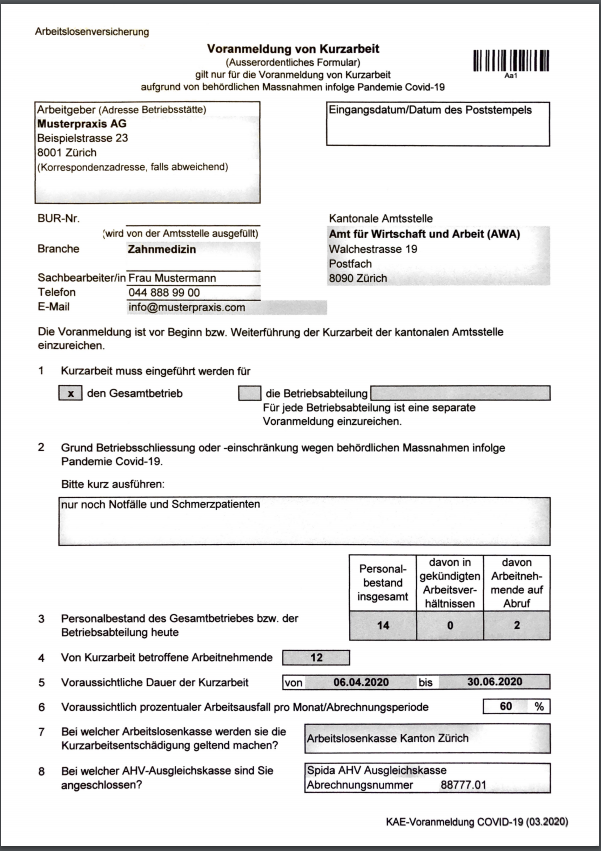 Arbeitslosenversicherung
Voranmeldung von Kurzarbeit
(Ausserordentliches Formular)
gilt nur für die Voranmeldung von Kurzarbeit
aufgrund von behördlichen Massnahmen infolge Pandemie Covid-19
Aa1
Arbeitgeber (Adresse Betriebsstätte)
Musterpraxis AG
Beispielstrasse 23
8001 Zürich
(Korrespondenzadresse, falls abweichend)
Eingangsdatum/Datum des Poststempels
BUR-Nr.
(wird von der Amtsstelle ausgefüllt)
Branche Zahnmedizin
Sachbearbeiter/in Frau Mustermann
Telefon 044 888 99 00
E-Mail info@musterpraxis.com
Kantonale Amtsstelle
Amt für Wirtschaft und Arbeit (AWA)
Walchestrasse 19
Postfach
8090 Zürich
Die Voranmeldung ist vor Beginn bzw. Weiterführung der Kurzarbeit der kantonalen Amtsstelle
einzureichen.
1 Kurzarbeit muss eingeführt werden für
x den Gesamtbetrieb die Betriebsabteilung
Für jede Betriebsabteilung ist eine separate
Voranmeldung einzureichen.
2 Grund Betriebsschliessung oder -einschränkung wegen behördlichen Massnahmen infolge
Pandemie Covid-19.
Bitte kurz ausführen:
nur noch Notfälle und Schmerzpatienten
Personal-
bestand
insgesamt
davon in
gekündigten
Arbeitsver-
hältnissen
davon
Arbeitneh-
mende auf
Abruf
3 Personalbestand des Gesamtbetriebes bzw. der
Betriebsabteilung heute
14 0 2
4 Von Kurzarbeit betroffene Arbeitnehmende 12
5 Voraussichtliche Dauer der Kurzarbeit von 06.04.2020 bis 30.06.2020
6 Voraussichtlich prozentualer Arbeitsausfall pro Monat/Abrechnungsperiode 60 %
7 Bei welcher Arbeitslosenkasse werden sie die
Kurzarbeitsentschädigung geltend machen?
Arbeitslosenkasse Kanton Zürich
8 Bei welcher AHV-Ausgleichskasse sind Sie
angeschlossen?
Spida AHV Ausgleichskasse
Abrechnungsnummer 88777.01
KAE-Voranmeldung COVID-19 (03.2020)